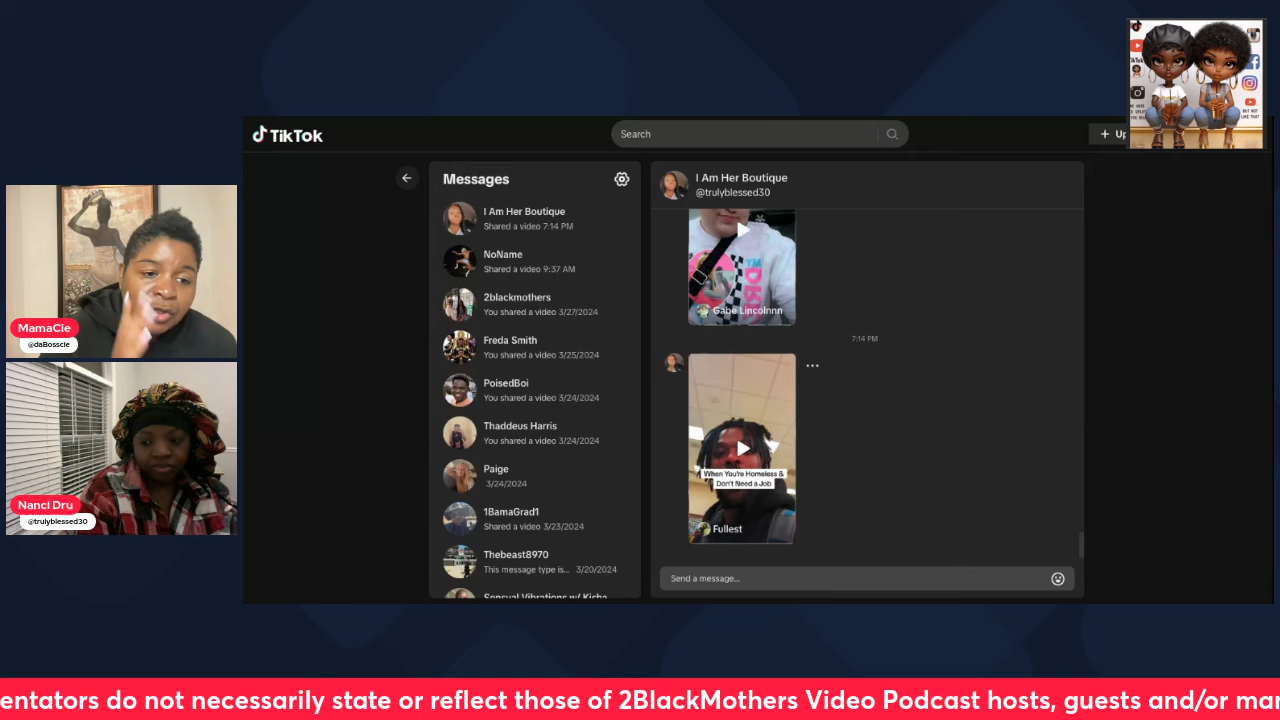 TikTok
Search
+ Up
Messages
I Am Her Boutique
Shared a video 7:14 PM
NoName
Shared a video 9:37 AM
2blackmothers
You shared a video 3/27/2024
Freda Smith
You shared a video 3/25/2024
PoisedBoi
You shared a video 3/24/2024
Thaddeus Harris
You shared a video 3/24/2024
Paige
3/24/2024
1BamaGrad1
Shared a video 3/23/2024
Thebeast8970
This message type is... 3/20/2024
Sensual Vibrations w/ Kisha
I Am Her Boutique
@trulyblessed30
Gabe Lincolnnn
7:14 PM
When You're Homeless &
Don't Need a Job
Fullest
Send a message...
MamaCle
@daBosscle
Nanci Dru
@trulyblessed30
entators do not necessarily state or reflect those of 2BlackMothers Video Podcast hosts, guests and/or mar